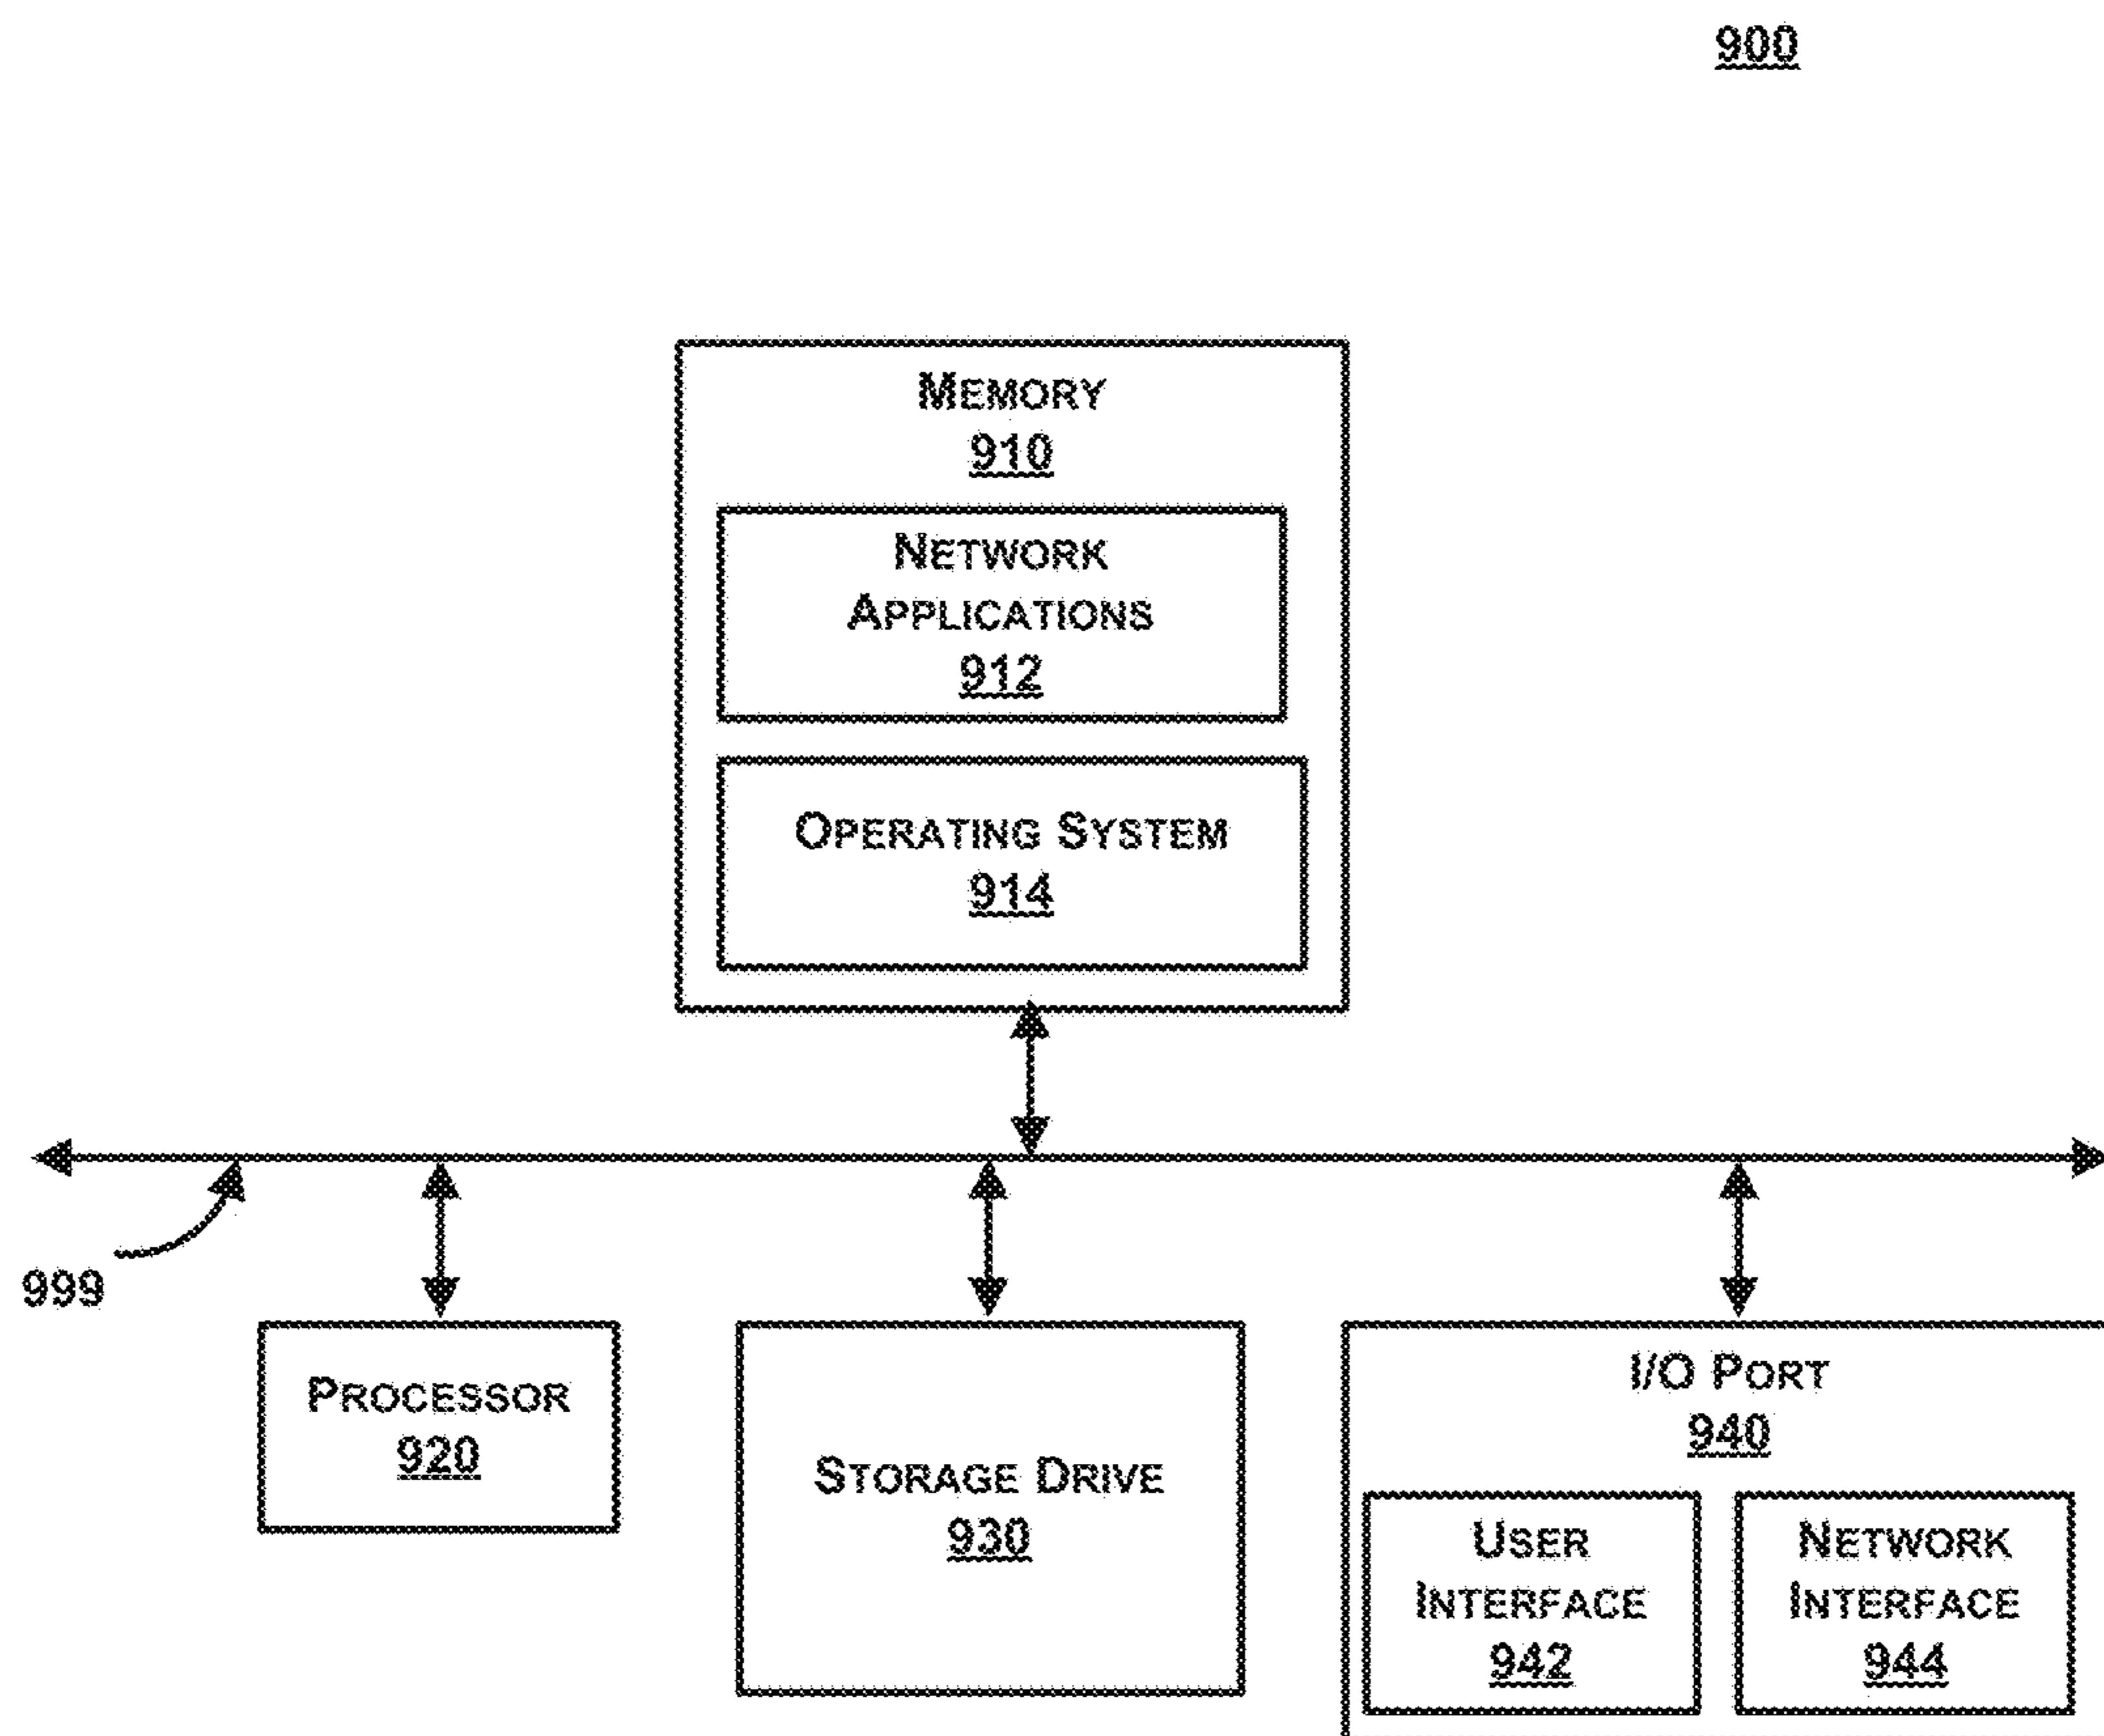 900
MEMORY
910
NETWORK
APPLICATIONS
912
OPERATING SYSTEM
914
999
PROCESSOR
920
STORAGE DRIVE
930
I/O PORT
940
USER
INTERFACE
942
NETWORK
INTERFACE
944